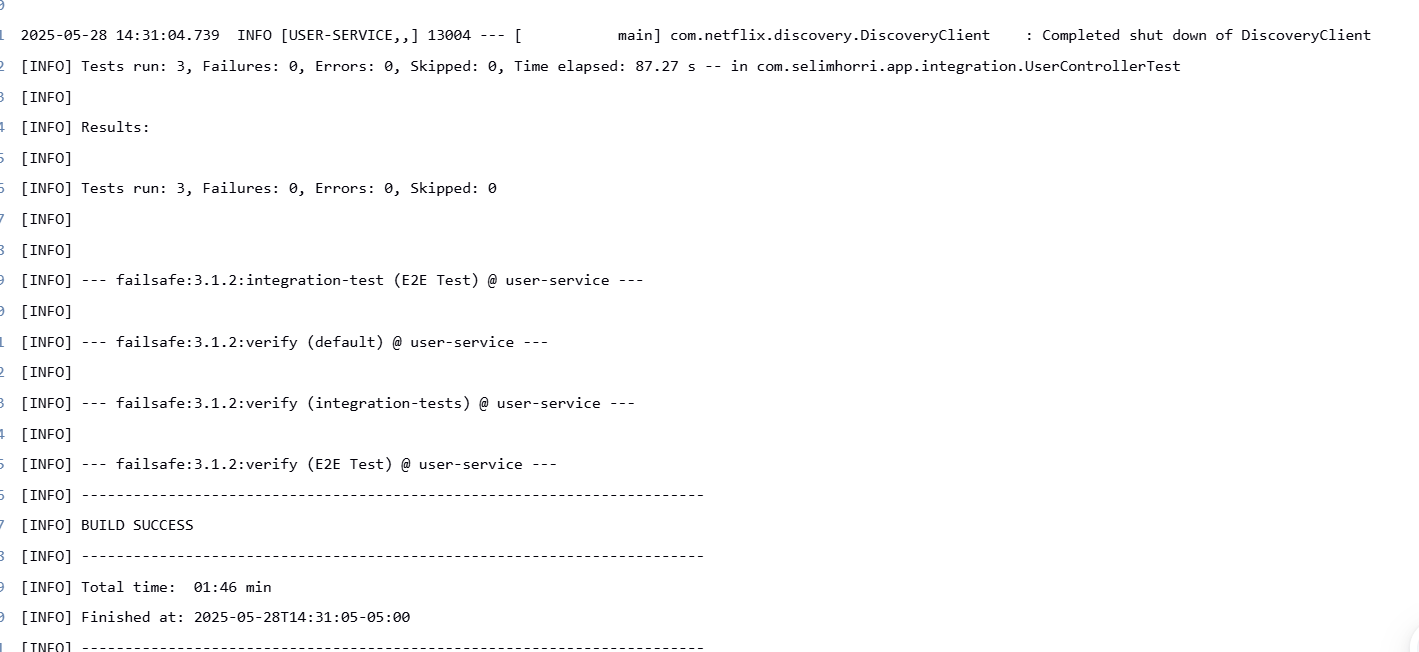 0
1 2025-05-28 14:31:04.739  INFO [USER-SERVICE,,] 13004 --- [           main] com.netflix.discovery.DiscoveryClient    : Completed shut down of DiscoveryClient
2 [INFO] Tests run: 3, Failures: 0, Errors: 0, Skipped: 0, Time elapsed: 87.27 s -- in com.selimhorri.app.integration.UserControllerTest
3 [INFO]
4 [INFO] Results:
5 [INFO]
6 [INFO] Tests run: 3, Failures: 0, Errors: 0, Skipped: 0
7 [INFO]
8 [INFO]
9 [INFO] --- failsafe:3.1.2:integration-test (E2E Test) @ user-service ---
0 [INFO]
1 [INFO] --- failsafe:3.1.2:verify (default) @ user-service ---
2 [INFO]
3 [INFO] --- failsafe:3.1.2:verify (integration-tests) @ user-service ---
4 [INFO]
5 [INFO] --- failsafe:3.1.2:verify (E2E Test) @ user-service ---
6 [INFO] ------------------------------------------------------------------------
7 [INFO] BUILD SUCCESS
8 [INFO] ------------------------------------------------------------------------
9 [INFO] Total time:  01:46 min
0 [INFO] Finished at: 2025-05-28T14:31:05-05:00
1 [INFO] ------------------------------------------------------------------------